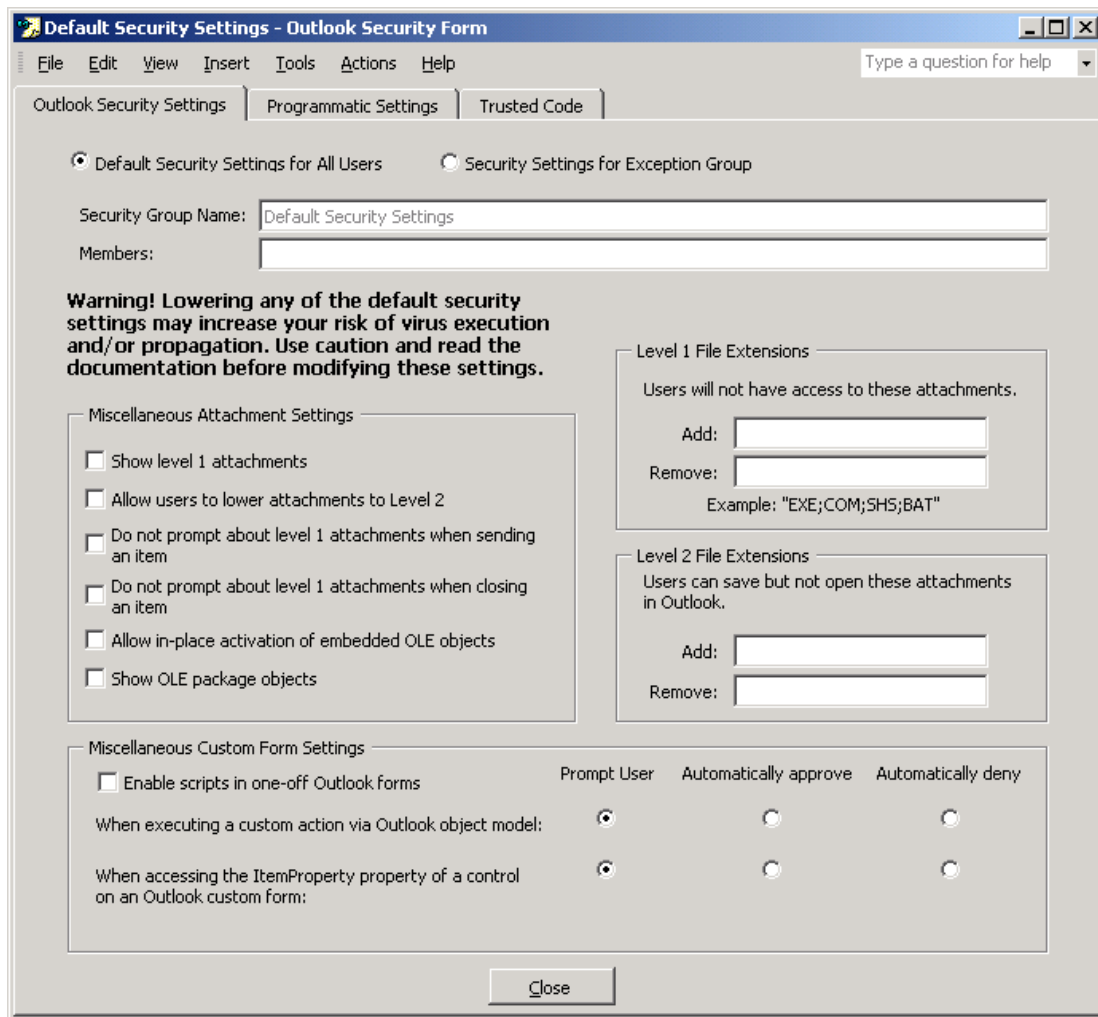 Default Security Settings - Outlook Security Form
File Edit View Insert Tools Actions Help Type a question for help
Outlook Security Settings Programmatic Settings Trusted Code
Default Security Settings for All Users Security Settings for Exception Group
Security Group Name: Default Security Settings
Members:
Warning! Lowering any of the default security
settings may increase your risk of virus execution
and/or propagation. Use caution and read the
documentation before modifying these settings.
Miscellaneous Attachment Settings
Show level 1 attachments
Allow users to lower attachments to Level 2
Do not prompt about level 1 attachments when sending
an item
Do not prompt about level 1 attachments when closing
an item
Allow in-place activation of embedded OLE objects
Show OLE package objects
Level 1 File Extensions
Users will not have access to these attachments.
Add:
Remove:
Example: "EXE;COM;SHS;BAT"
Level 2 File Extensions
Users can save but not open these attachments
in Outlook.
Add:
Remove:
Miscellaneous Custom Form Settings
Enable scripts in one-off Outlook forms
Prompt User Automatically approve Automatically deny
When executing a custom action via Outlook object model:
When accessing the ItemProperty property of a control
on an Outlook custom form:
Close